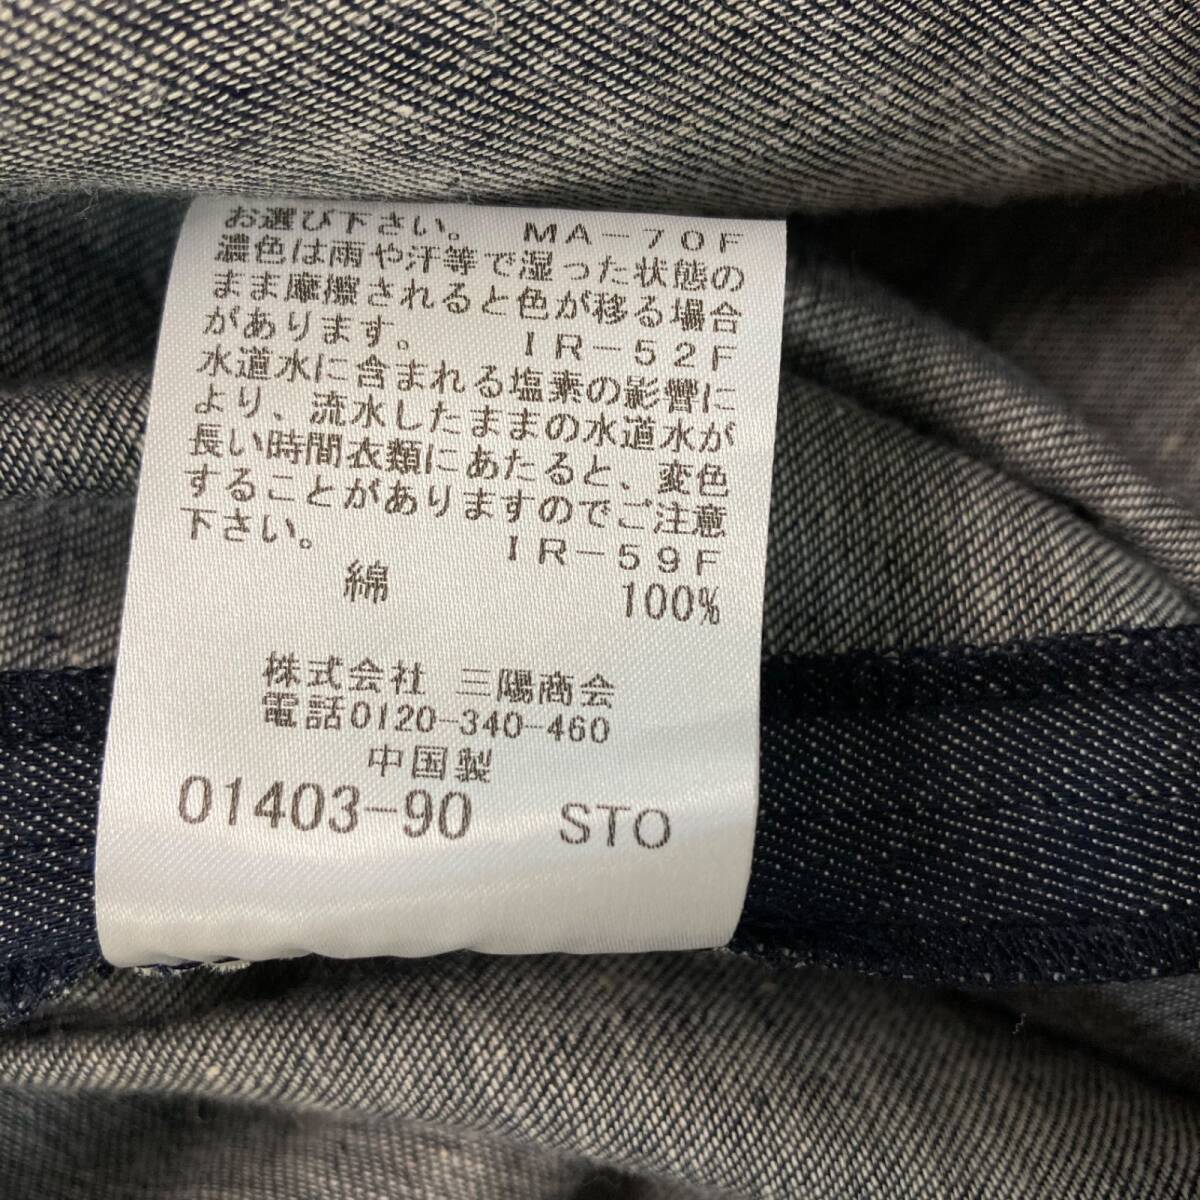 お選び下さい。 MA-70F
濃色は雨や汗等で湿った状態の
まま摩擦されると色が移る場合
があります。 IR-52F
水道水に含まれる塩素の影響に
より、流水したままの水道水が
長い時間衣類にあたると、変色
することがありますのでご注意
下さい。 IR-59F
綿 100%
株式会社 三陽商会
電話0120-340-460
中国製
01403-90 STO